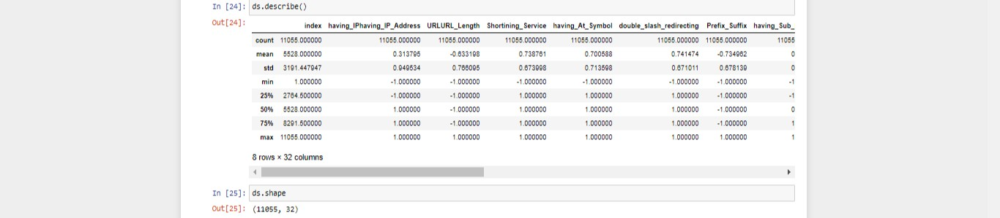 In [24]: ds.describe()
Out[24]:
index having_IPhaving_IP_Address URLURL_Length Shortining_Service having_At_Symbol double_slash_redirecting Prefix_Suffix having_Sub_
count 11055.000000 11055.000000 11055.000000 11055.000000 11055.000000 11055.000000 11055.000000 11055
mean 5528.000000 0.313795 -0.633198 0.738761 0.700588 0.741474 -0.734962 0
std 3191.447947 0.949534 0.766095 0.673998 0.713598 0.671011 0.678139 0
min 1.000000 -1.000000 -1.000000 -1.000000 -1.000000 -1.000000 -1.000000 -1
25% 2764.500000 -1.000000 -1.000000 1.000000 1.000000 1.000000 -1.000000 -1
50% 5528.000000 1.000000 -1.000000 1.000000 1.000000 1.000000 -1.000000 0
75% 8291.500000 1.000000 -1.000000 1.000000 1.000000 1.000000 -1.000000 1
max 11055.000000 1.000000 1.000000 1.000000 1.000000 1.000000 1.000000 1
8 rows × 32 columns
In [25]: ds.shape
Out[25]: (11055, 32)